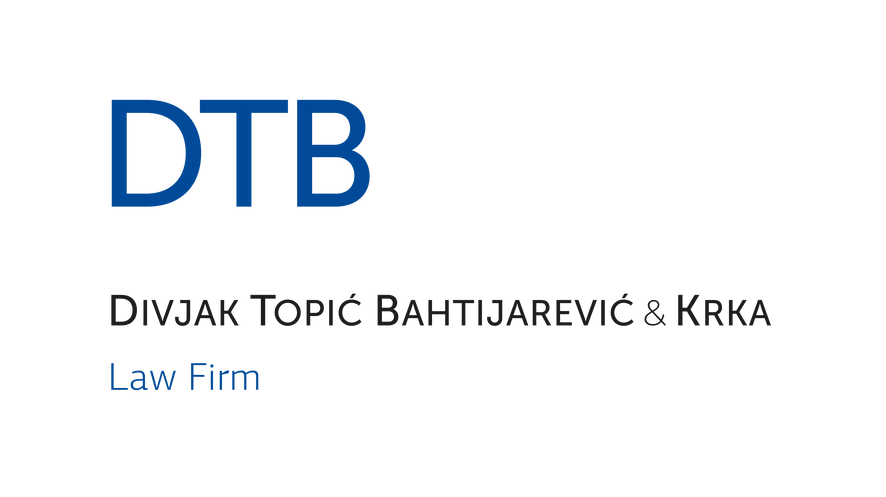 DTB
DIVJAK TOPIĆ BAHTIJAREVIĆ & KRKA
Law Firm